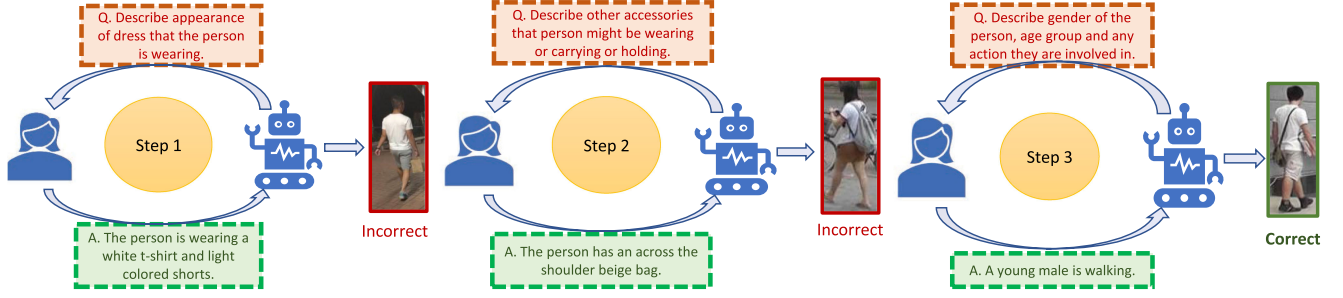 Q. Describe appearance
of dress that the person
is wearing.
Step 1
A. The person is wearing a
white t-shirt and light
colored shorts.
Incorrect
Q. Describe other accessories
that person might be wearing
or carrying or holding.
Step 2
A. The person has an across the
shoulder beige bag.
Incorrect
Q. Describe gender of the
person, age group and any
action they are involved in.
Step 3
A. A young male is walking.
Correct